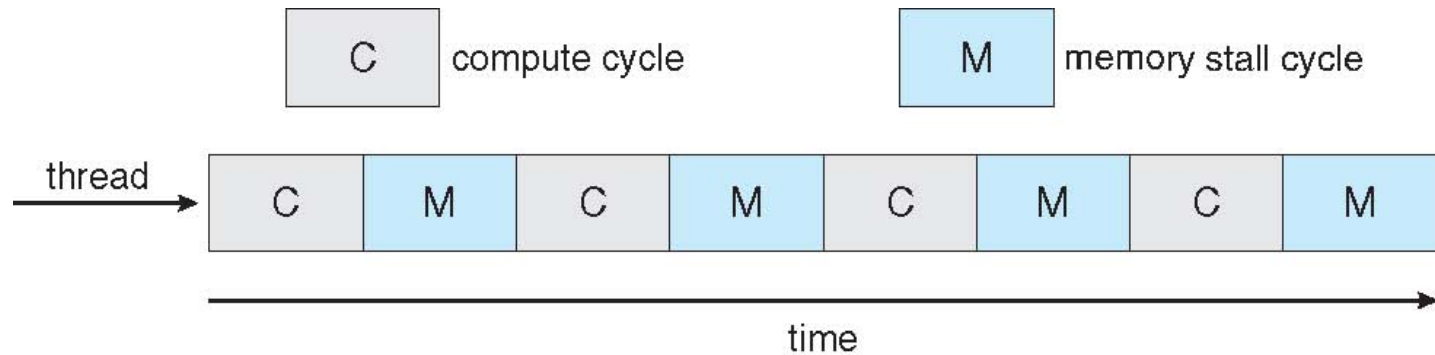 C compute cycle M memory stall cycle
thread
C M C M C M C M
time